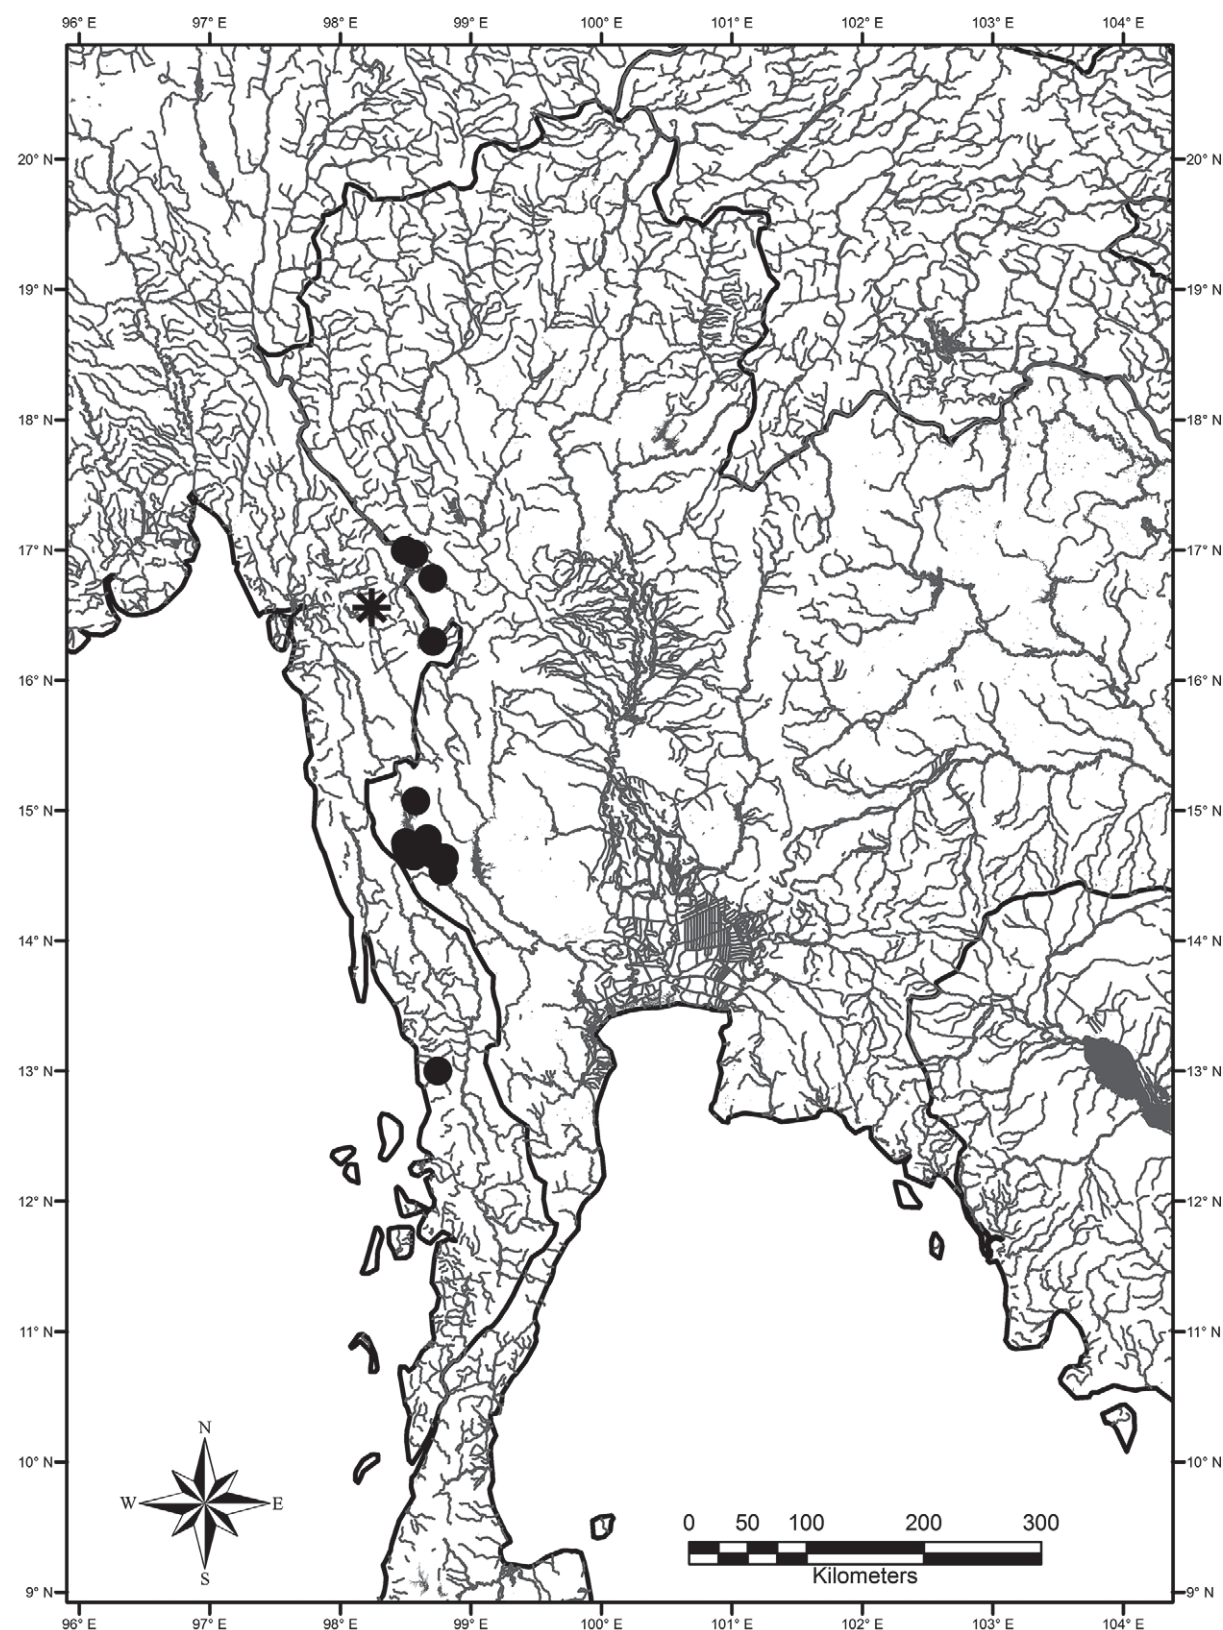 96° E 97° E 98° E 99° E 100° E 101° E 102° E 103° E 104° E
20° N 20° N
19° N 19° N
18° N 18° N
17° N 17° N
16° N 16° N
15° N 15° N
14° N 14° N
13° N 13° N
12° N 12° N
11° N 11° N
10° N 10° N
9° N 9° N
N
W E
S
0 50 100 200 300
Kilometers
96° E 97° E 98° E 99° E 100° E 101° E 102° E 103° E 104° E